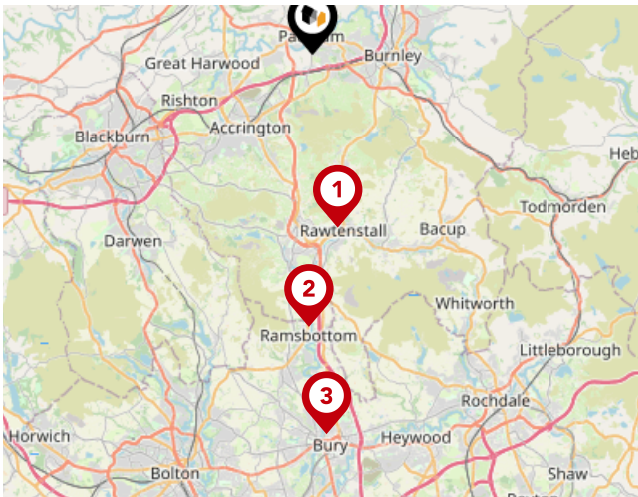 Great Harwood
Burnley
Rishton
Blackburn
Accrington
Heb
1
Todmorden
Rawtenstall
Bacup
Darwen
2
Whitworth
Ramsbottom
Littleborough
3
Rochdale
Horwich
Bury
Heywood
Bolton
Shaw